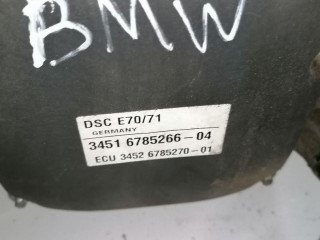 BMW
DSC E70/71
GERMANY
3451 6785266-04
ECU 3452 6785270-01